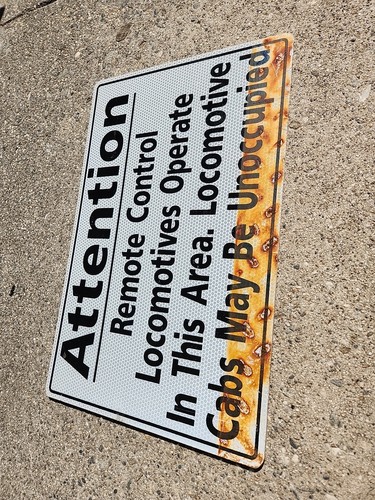 Attention
Remote Control
Locomotives Operate
In This Area. Locomotive
Cabs May Be Unoccupied